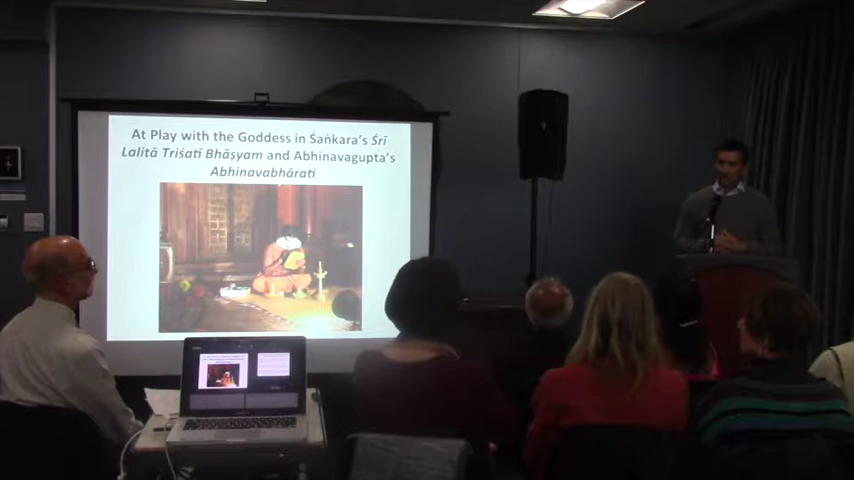 At Play with the Goddess in Śaṅkara's Śrī
Lalitā Triśatī Bhāṣyam and Abhinavagupta's
Abhinavabhāratī